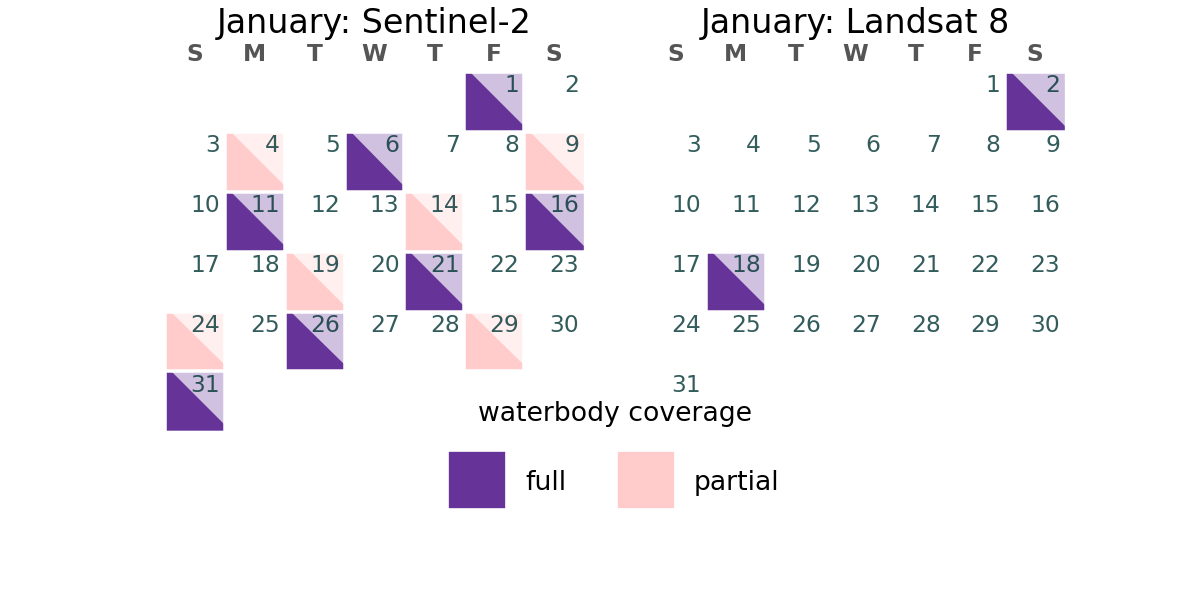 January: Sentinel-2
S M T W T F S
1 2
3 4 5 6 7 8 9
10 11 12 13 14 15 16
17 18 19 20 21 22 23
24 25 26 27 28 29 30
31
January: Landsat 8
S M T W T F S
1 2
3 4 5 6 7 8 9
10 11 12 13 14 15 16
17 18 19 20 21 22 23
24 25 26 27 28 29 30
31
waterbody coverage
full partial